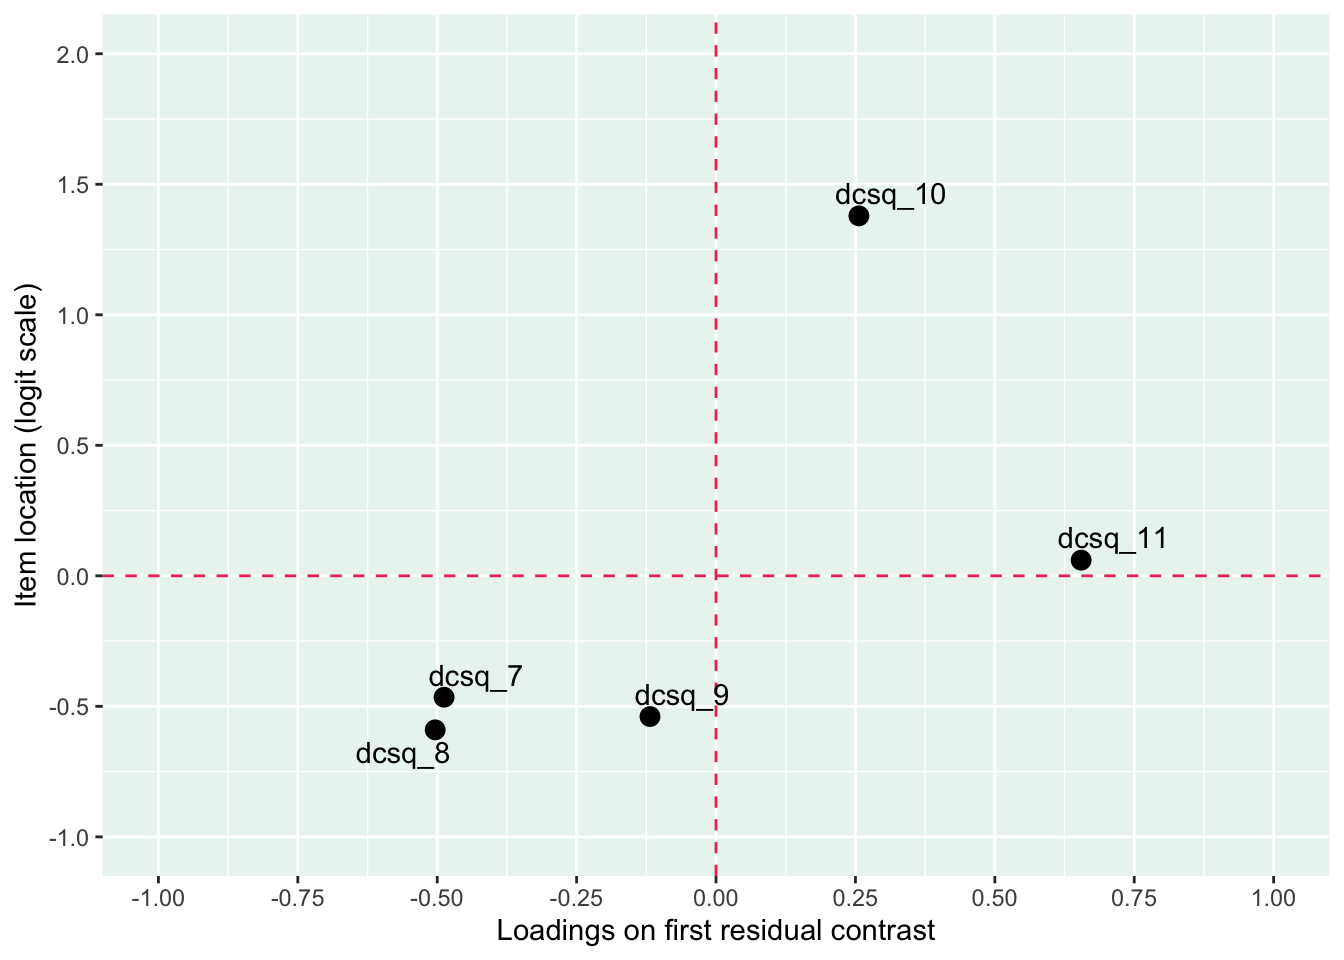 2.0
1.5
1.0
0.5
0.0
-0.5
-1.0
Item location (logit scale)
dcsq_10
dcsq_11
dcsq_7
dcsq_9
dcsq_8
-1.00 -0.75 -0.50 -0.25 0.00 0.25 0.50 0.75 1.00
Loadings on first residual contrast